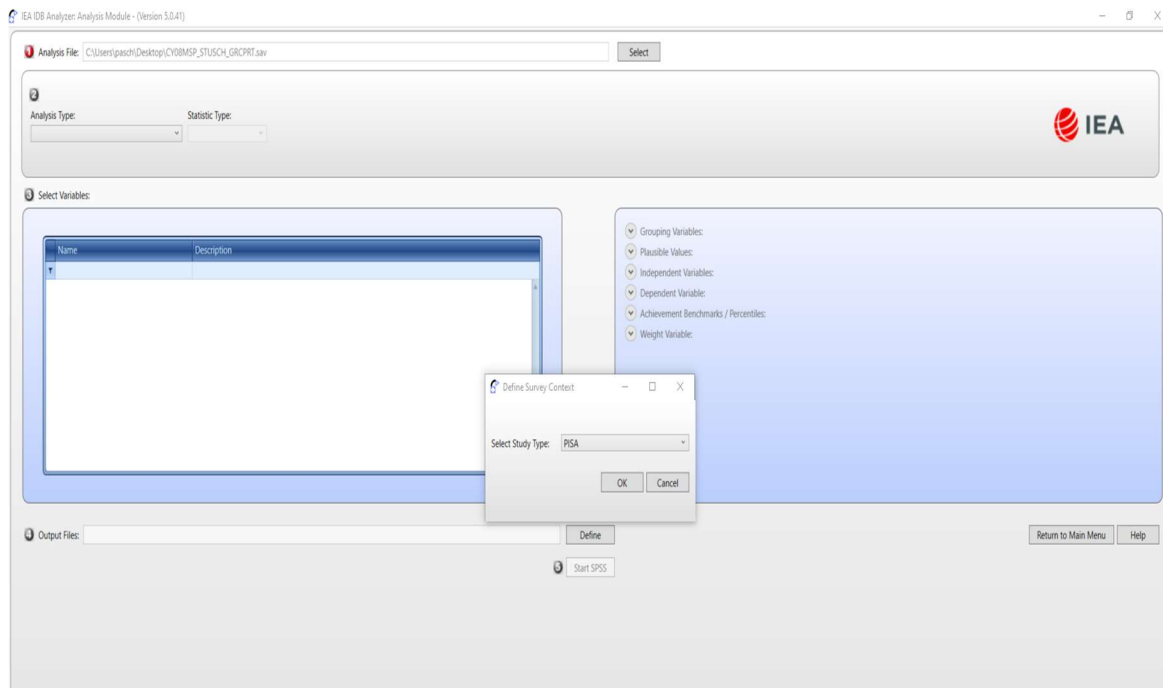 IEA IDB Analyzer: Analysis Module - (Version 5.0.41)
1 Analysis File: C:\Users\pasch\Desktop\CY08MSP_STUSCH_GRCPRT.sav Select
2
Analysis Type: Statistic Type:
IEA
3 Select Variables:
Name Description
Grouping Variables:
Plausible Values:
Independent Variables:
Dependent Variable:
Achievement Benchmarks / Percentiles:
Weight Variable:
Define Survey Context
Select Study Type: PISA
OK Cancel
4 Output Files: Define Return to Main Menu Help
5 Start SPSS